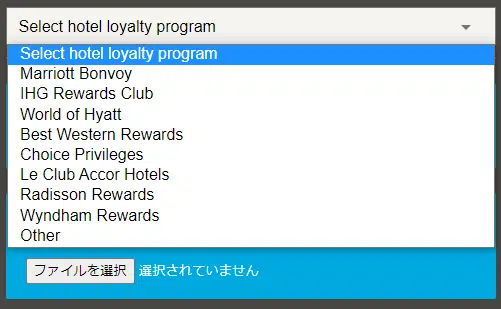 Select hotel loyalty program
Select hotel loyalty program
Marriott Bonvoy
IHG Rewards Club
World of Hyatt
Best Western Rewards
Choice Privileges
Le Club Accor Hotels
Radisson Rewards
Wyndham Rewards
Other
ファイルを選択 選択されていません